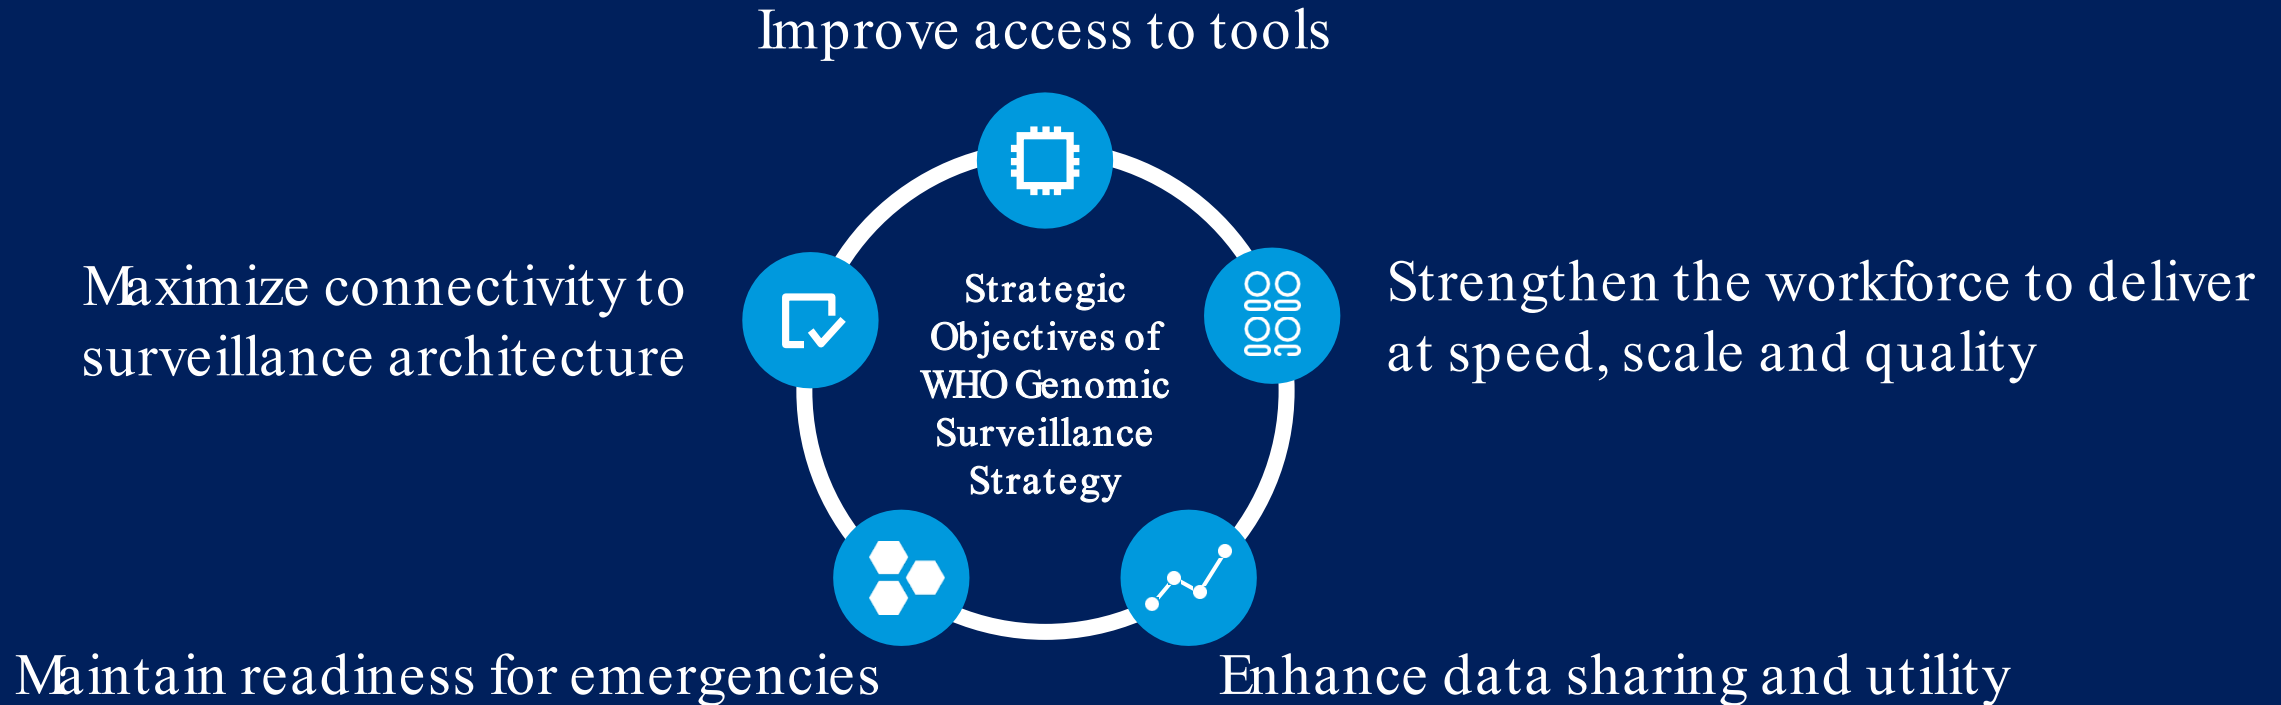 Improve access to tools
Maximize connectivity to
surveillance architecture
Strategic
Objectives of
WHO Genomic
Surveillance
Strategy
Strengthen the workforce to deliver
at speed, scale and quality
Maintain readiness for emergencies
Enhance data sharing and utility